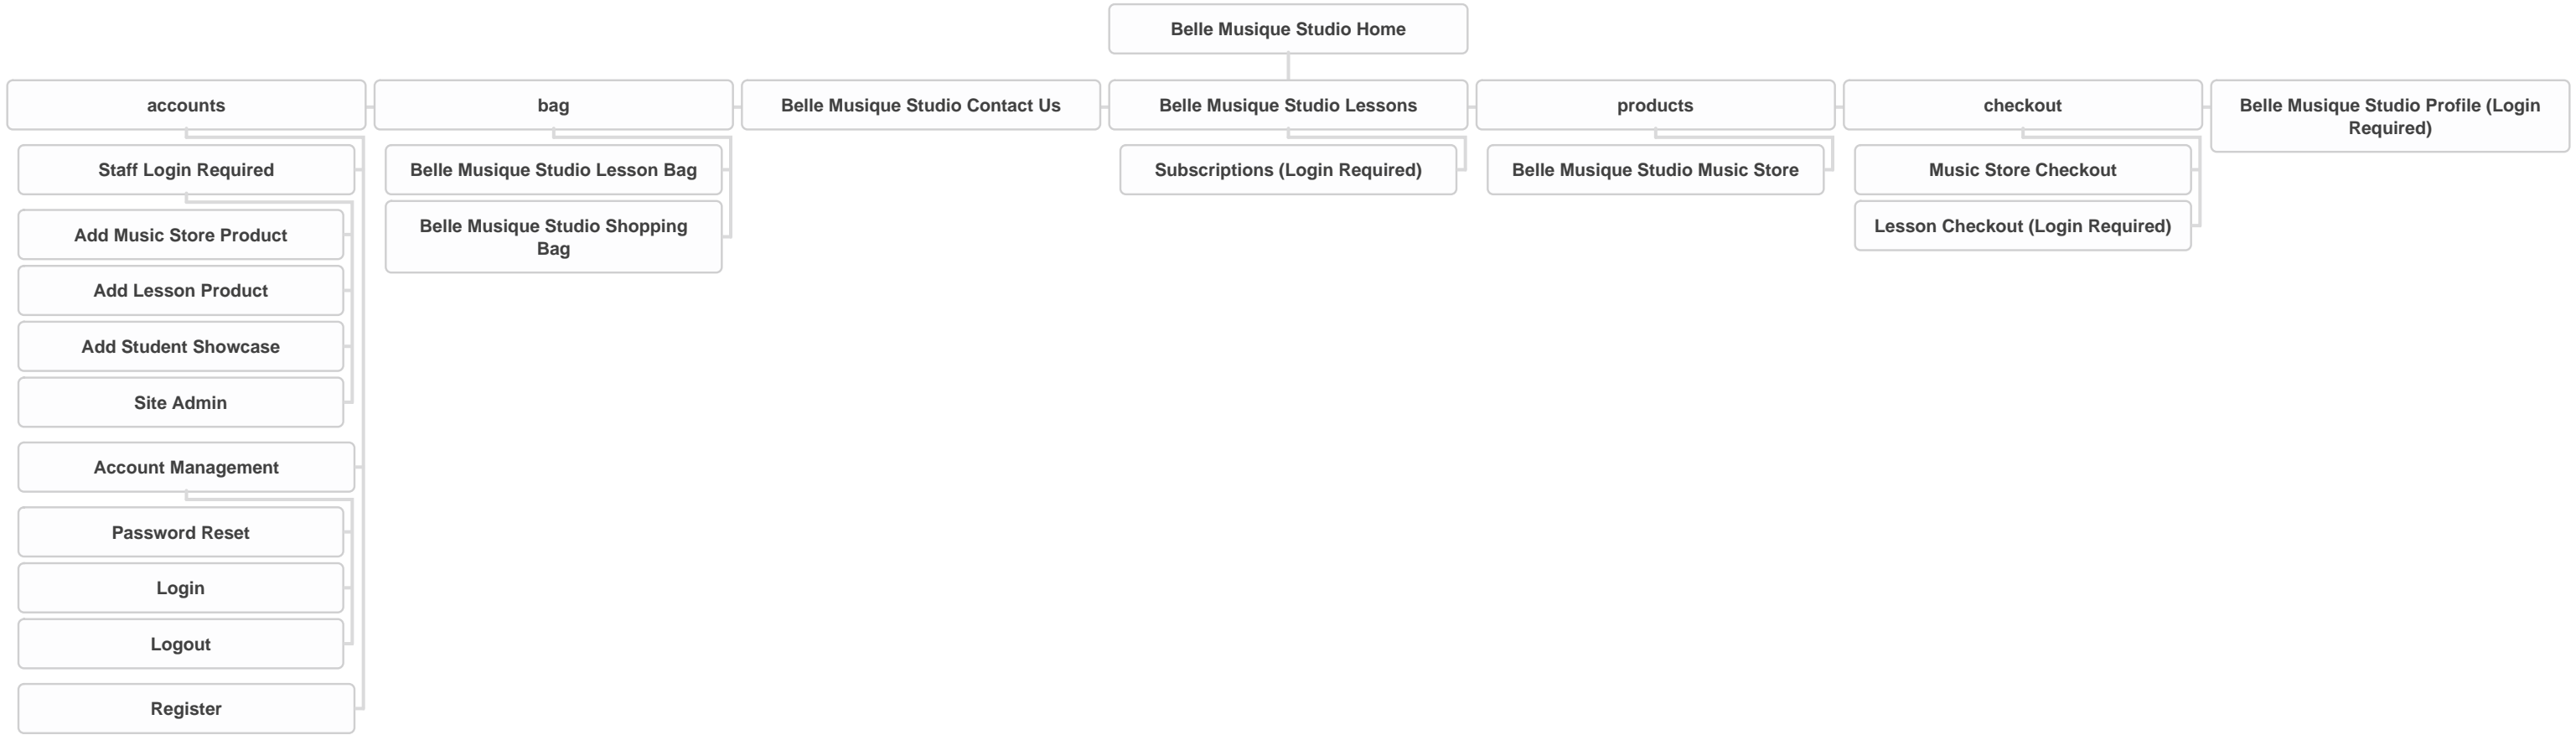 Belle Musique Studio Home
accounts
bag
Belle Musique Studio Contact Us
Belle Musique Studio Lessons
products
checkout
Belle Musique Studio Profile (Login
Required)
Staff Login Required
Add Music Store Product
Add Lesson Product
Add Student Showcase
Site Admin
Account Management
Password Reset
Login
Logout
Register
Belle Musique Studio Lesson Bag
Belle Musique Studio Shopping
Bag
Subscriptions (Login Required)
Belle Musique Studio Music Store
Music Store Checkout
Lesson Checkout (Login Required)